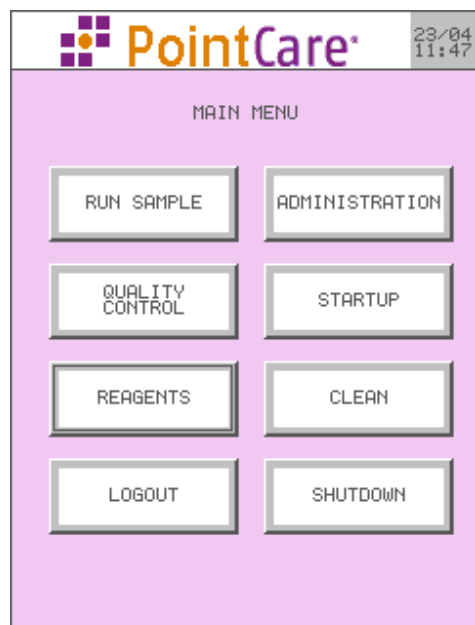 PointCare
23/04
11:47
MAIN MENU
RUN SAMPLE
ADMINISTRATION
QUALITY
CONTROL
STARTUP
REAGENTS
CLEAN
LOGOUT
SHUTDOWN